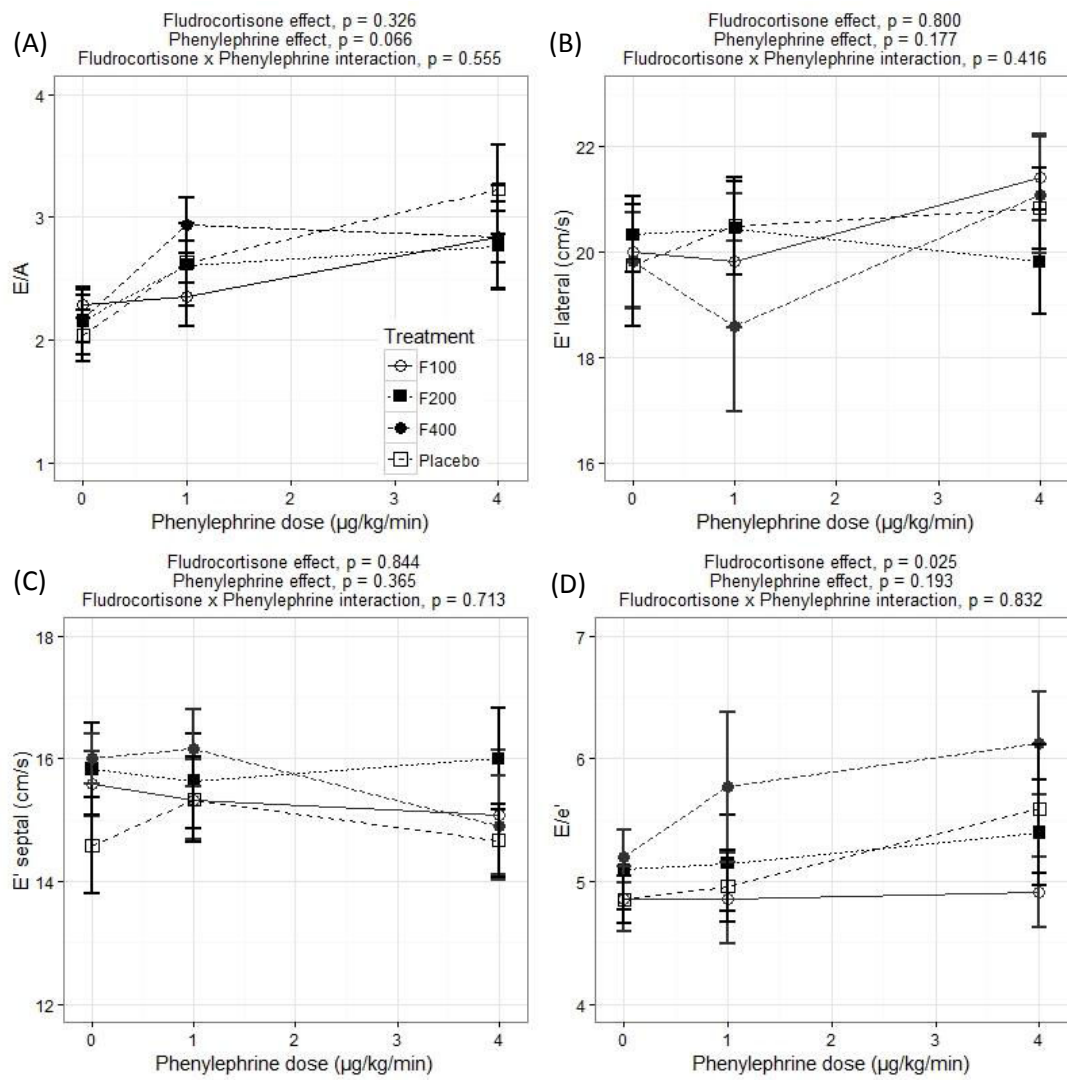 (A)
Fludrocortisone effect, p = 0.326
Phenylephrine effect, p = 0.066
Fludrocortisone x Phenylephrine interaction, p = 0.555
4
3
2
1
E/A
Treatment
F100
F200
F400
Placebo
0
1
2
3
4
Phenylephrine dose (µg/kg/min)
(B)
Fludrocortisone effect, p = 0.800
Phenylephrine effect, p = 0.177
Fludrocortisone x Phenylephrine interaction, p = 0.416
22
20
18
16
E' lateral (cm/s)
0
1
2
3
4
Phenylephrine dose (µg/kg/min)
(C)
Fludrocortisone effect, p = 0.844
Phenylephrine effect, p = 0.365
Fludrocortisone x Phenylephrine interaction, p = 0.713
18
16
14
12
E' septal (cm/s)
0
1
2
3
4
Phenylephrine dose (µg/kg/min)
(D)
Fludrocortisone effect, p = 0.025
Phenylephrine effect, p = 0.193
Fludrocortisone x Phenylephrine interaction, p = 0.832
7
6
5
4
E/e'
0
1
2
3
4
Phenylephrine dose (µg/kg/min)